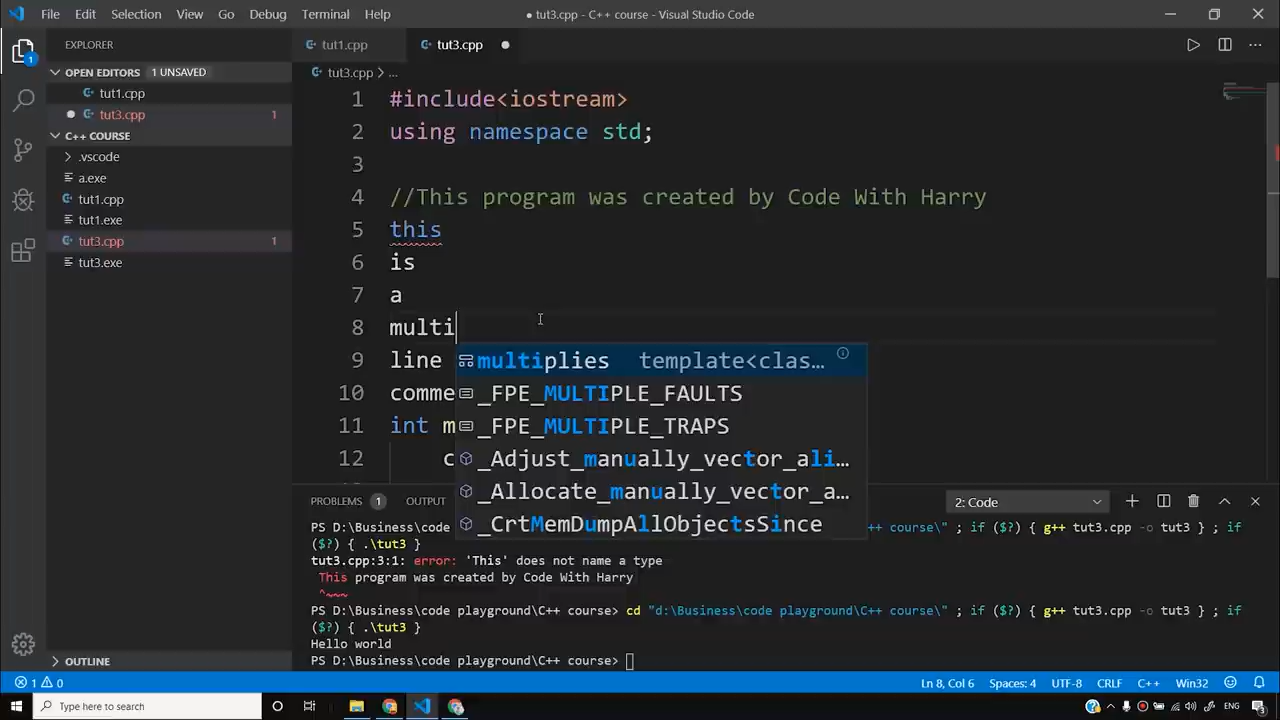 File Edit Selection View Go Debug Terminal Help
● tut3.cpp - C++ course - Visual Studio Code
EXPLORER
OPEN EDITORS 1 UNSAVED
tut1.cpp
tut3.cpp 1
C++ COURSE
.vscode
a.exe
tut1.cpp
tut1.exe
tut3.cpp 1
tut3.exe
OUTLINE
tut1.cpp tut3.cpp
tut3.cpp > ...
1 #include<iostream>
2 using namespace std;
3
4 //This program was created by Code With Harry
5 this
6 is
7 a
8 multi
9 line
10 comme
11 int m
12 c
multiplies template<clas…
_FPE_MULTIPLE_FAULTS
_FPE_MULTIPLE_TRAPS
_Adjust_manually_vector_ali…
_Allocate_manually_vector_a…
_CrtMemDumpAllObjectsSince
PROBLEMS 1 OUTPUT 2: Code
PS D:\Business\code ++ course\" ; if ($?) { g++ tut3.cpp -o tut3 } ; if
($?) { .\tut3 }
tut3.cpp:3:1: error: 'This' does not name a type
This program was created by Code With Harry
^~~~
PS D:\Business\code playground\C++ course> cd "d:\Business\code playground\C++ course\" ; if ($?) { g++ tut3.cpp -o tut3 } ; if
($?) { .\tut3 }
Hello world
PS D:\Business\code playground\C++ course>
1 0 Ln 8, Col 6 Spaces: 4 UTF-8 CRLF C++ Win32
Type here to search
ENG